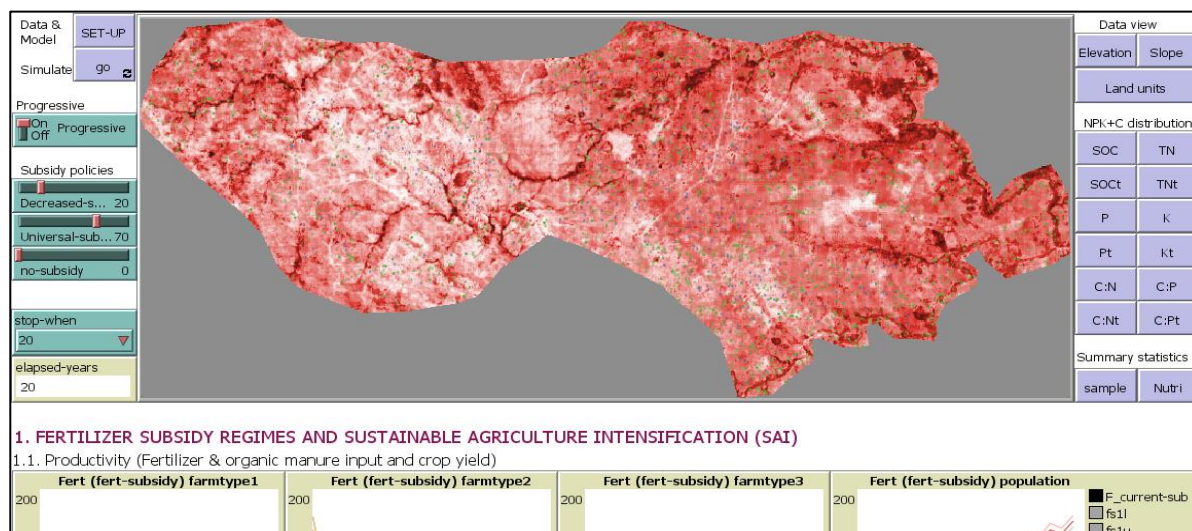 Data &
Model
SET-UP
Simulate
go
Progressive
On
Off
Progressive
Subsidy policies
Decreased-s... 20
Universal-sub... 70
no-subsidy 0
stop-when
20
elapsed-years
20
Data view
Elevation Slope
Land units
NPK+C distribution
SOC TN
SOCt TNt
P K
Pt Kt
C:N C:P
C:Nt C:Pt
Summary statistics
sample Nutri
1. FERTILIZER SUBSIDY REGIMES AND SUSTAINABLE AGRICULTURE INTENSIFICATION (SAI)
1.1. Productivity (Fertilizer & organic manure input and crop yield)
Fert (fert-subsidy) farmtype1
200
Fert (fert-subsidy) farmtype2
200
Fert (fert-subsidy) farmtype3
200
Fert (fert-subsidy) population
200
F_current-sub
fs1l
fs1u